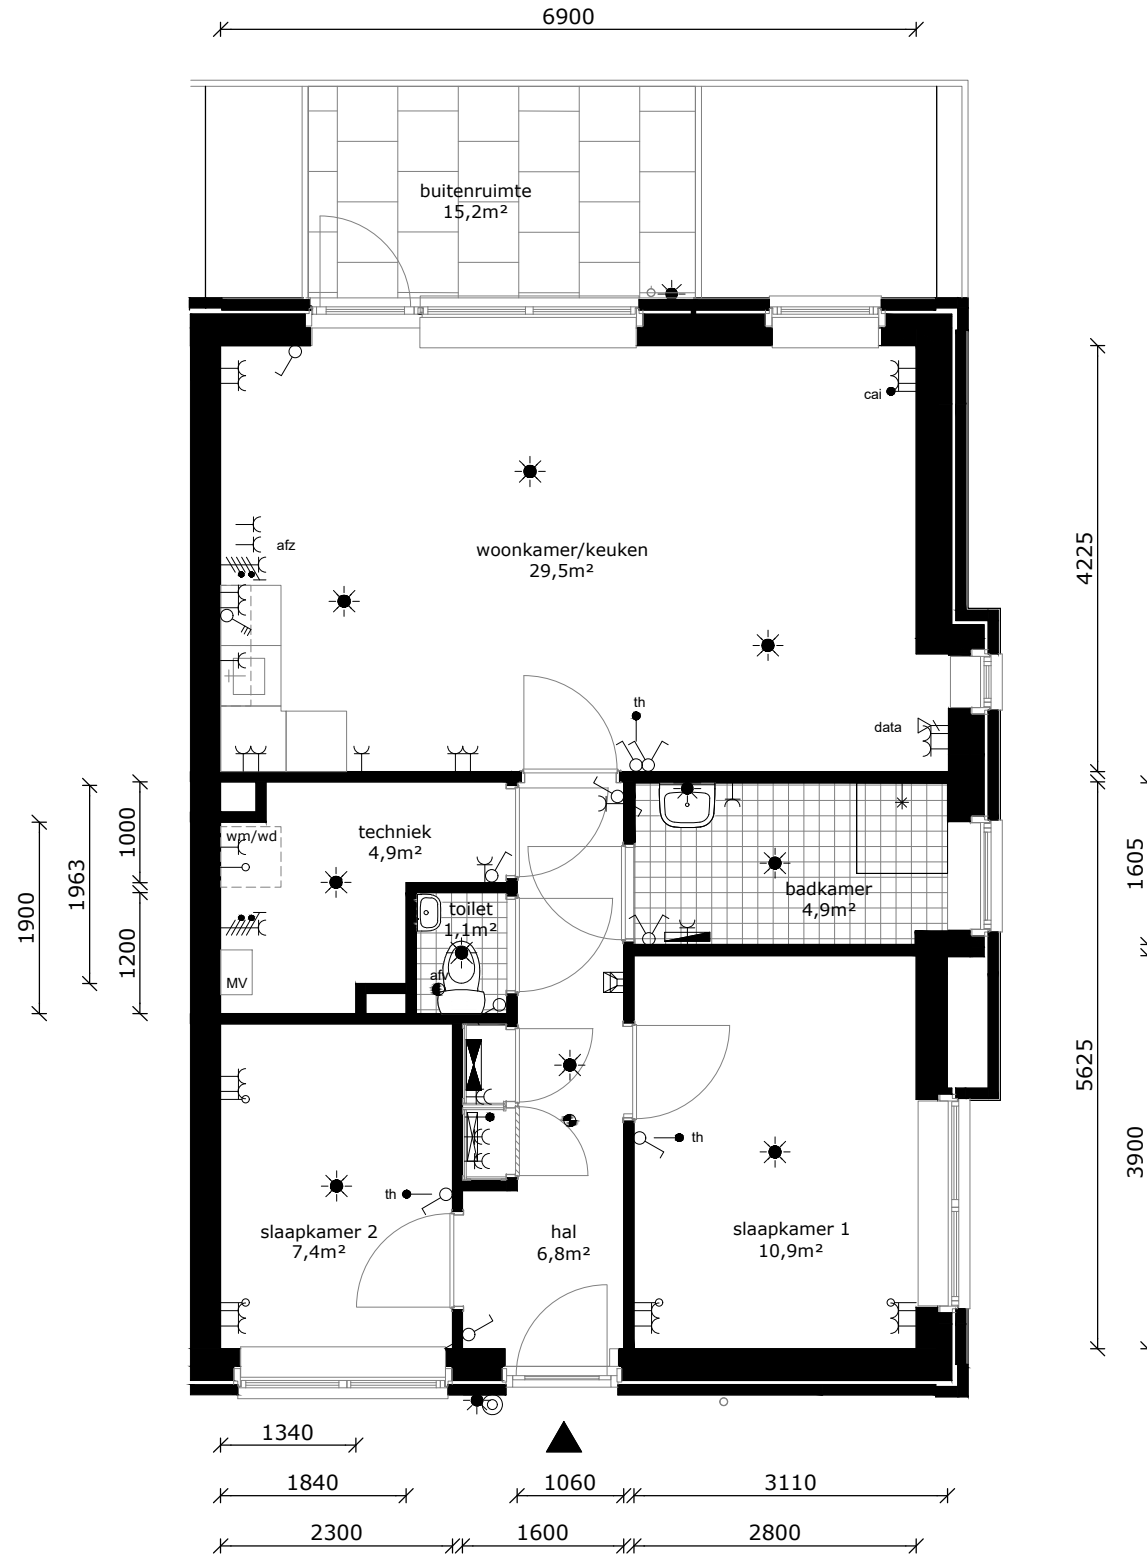 6900
buitenruimte
15,2m²
cai
afz
woonkamer/keuken
29,5m²
4225
th
data
wm/wd
techniek
4,9m²
1000
1963
1900
1200
toilet
1,1m²
afv
MV
badkamer
4,9m²
1605
5625
3900
th
th
slaapkamer 2
7,4m²
hal
6,8m²
slaapkamer 1
10,9m²
1340
1840
1060
3110
2300
1600
2800